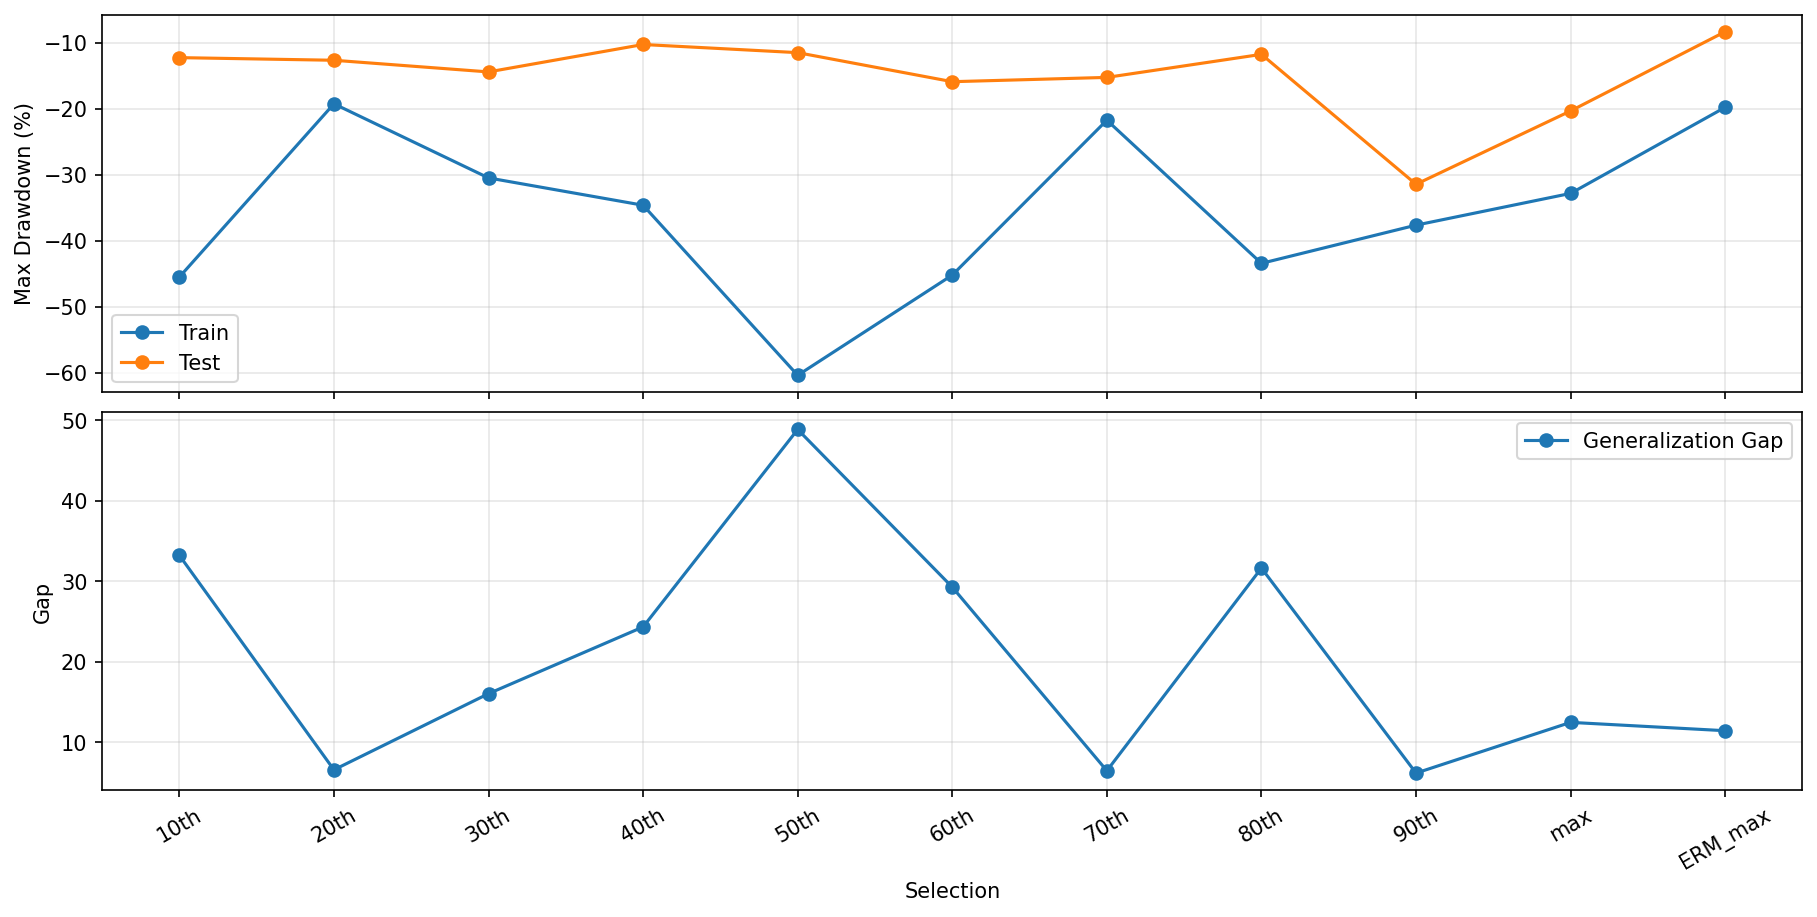 Max Drawdown (%)
−10
−20
−30
−40
−50
−60
Train
Test
Gap
50
40
30
20
10
Generalization Gap
10th
20th
30th
40th
50th
60th
70th
80th
90th
max
ERM_max
Selection